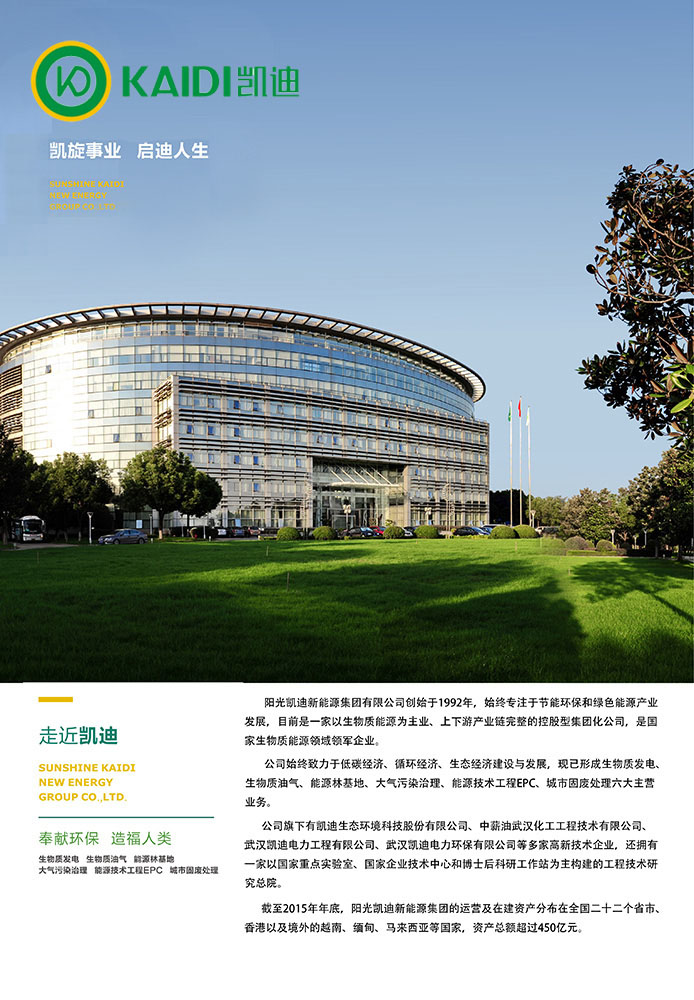 KAIDI凯迪
凯旋事业 启迪人生
SUNSHINE KAIDI
NEW ENERGY
GROUP CO.,LTD.
走近凯迪
SUNSHINE KAIDI
NEW ENERGY
GROUP CO.,LTD.
奉献环保 造福人类
生物质发电 生物质油气 能源林基地
大气污染治理 能源技术工程EPC 城市固废处理
阳光凯迪新能源集团有限公司创始于1992年，始终专注于节能环保和绿色能源产业
发展，目前是一家以生物质能源为主业、上下游产业链完整的控股型集团化公司，是国
家生物质能源领域领军企业。
公司始终致力于低碳经济、循环经济、生态经济建设与发展，现已形成生物质发电、
生物质油气、能源林基地、大气污染治理、能源技术工程EPC、城市固废处理六大主营
业务。
公司旗下有凯迪生态环境科技股份有限公司、中薪油武汉化工工程技术有限公司、
武汉凯迪电力工程有限公司、武汉凯迪电力环保有限公司等多家高新技术企业，还拥有
一家以国家重点实验室、国家企业技术中心和博士后科研工作站为主构建的工程技术研
究总院。
截至2015年年底，阳光凯迪新能源集团的运营及在建资产分布在全国二十二个省市、
香港以及境外的越南、缅甸、马来西亚等国家，资产总额超过450亿元。